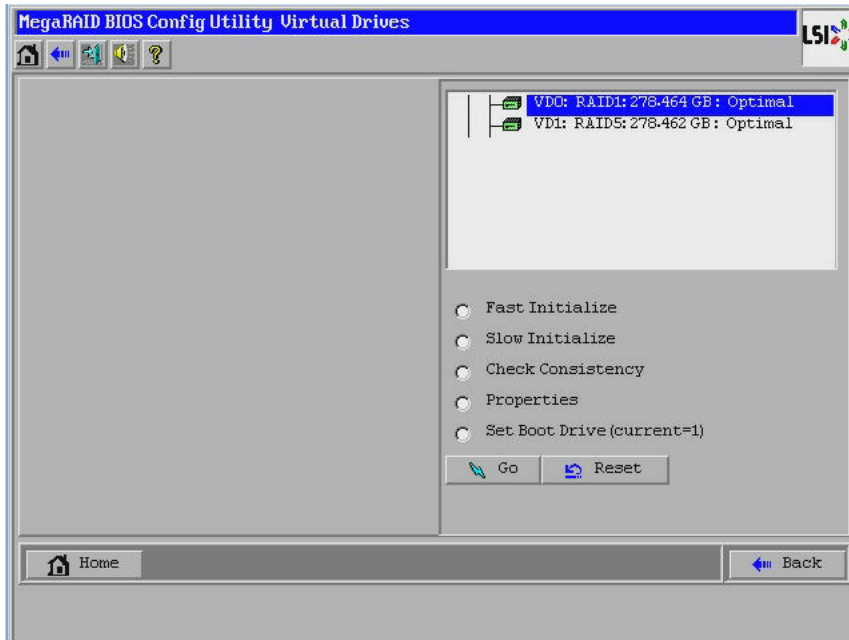 MegaRAID BIOS Config Utility Virtual Drives
LSI
VD0: RAID1: 278.464 GB: Optimal
VD1: RAID5: 278.462 GB: Optimal
Fast Initialize
Slow Initialize
Check Consistency
Properties
Set Boot Drive (current=1)
Go Reset
Home Back